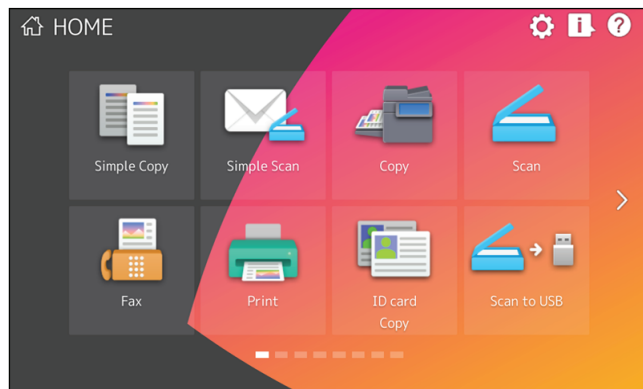 HOME
Simple Copy
Simple Scan
Copy
Scan
Fax
Print
ID card
Copy
Scan to USB